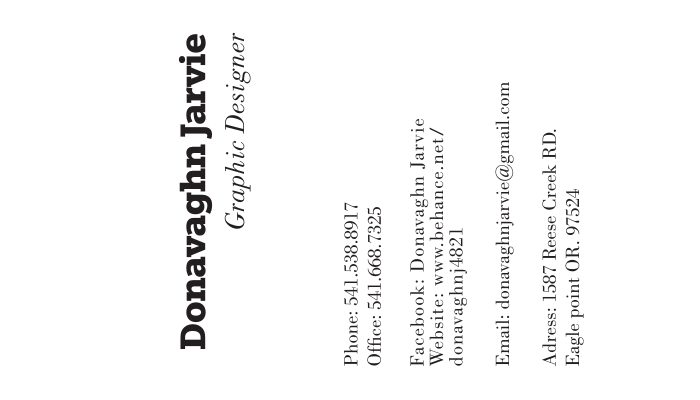 Donavaghn Jarvie
Graphic Designer
Phone: 541.538.8917
Office: 541.668.7325
Facebook: Donavaghn Jarvie
Website: www.behance.net/
donavaghnj4821
Email: donavaghnjarvie@gmail.com
Adress: 1587 Reese Creek RD.
Eagle point OR. 97524